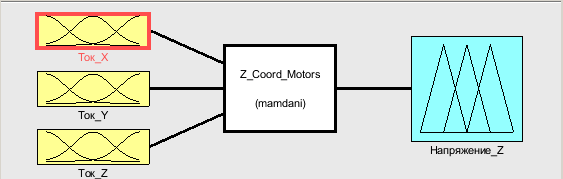 Ток_X
Ток_Y
Ток_Z
Z_Coord_Motors
(mamdani)
Напряжение_Z